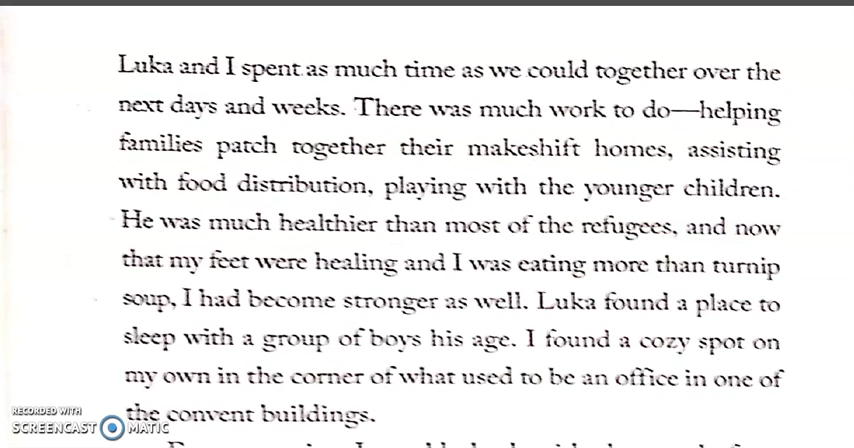 Luka and I spent as much time as we could together over the
next days and weeks. There was much work to do—helping
families patch together their makeshift homes, assisting
with food distribution, playing with the younger children.
He was much healthier than most of the refugees, and now
that my feet were healing and I was eating more than turnip
soup, I had become stronger as well. Luka found a place to
sleep with a group of boys his age. I found a cozy spot on
my own in the corner of what used to be an office in one of
the convent buildings.
RECORDED WITH
SCREENCAST MATIC